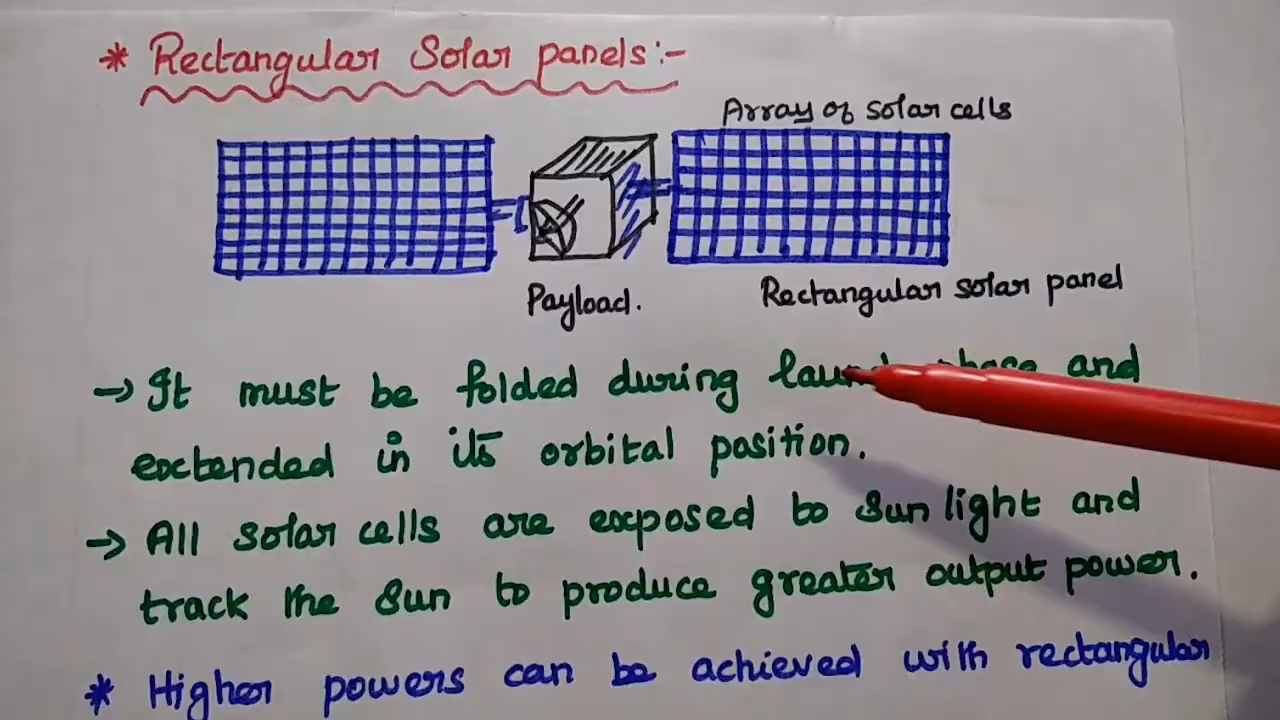 * Rectangular Solar panels:-
Array of solar cells
Payload.
Rectangular solar panel
→ It must be folded during and
extended in its orbital position.
→ All solar cells are exposed to Sun light and
track the Sun to produce greater output power.
* Higher powers can be achieved with rectangular